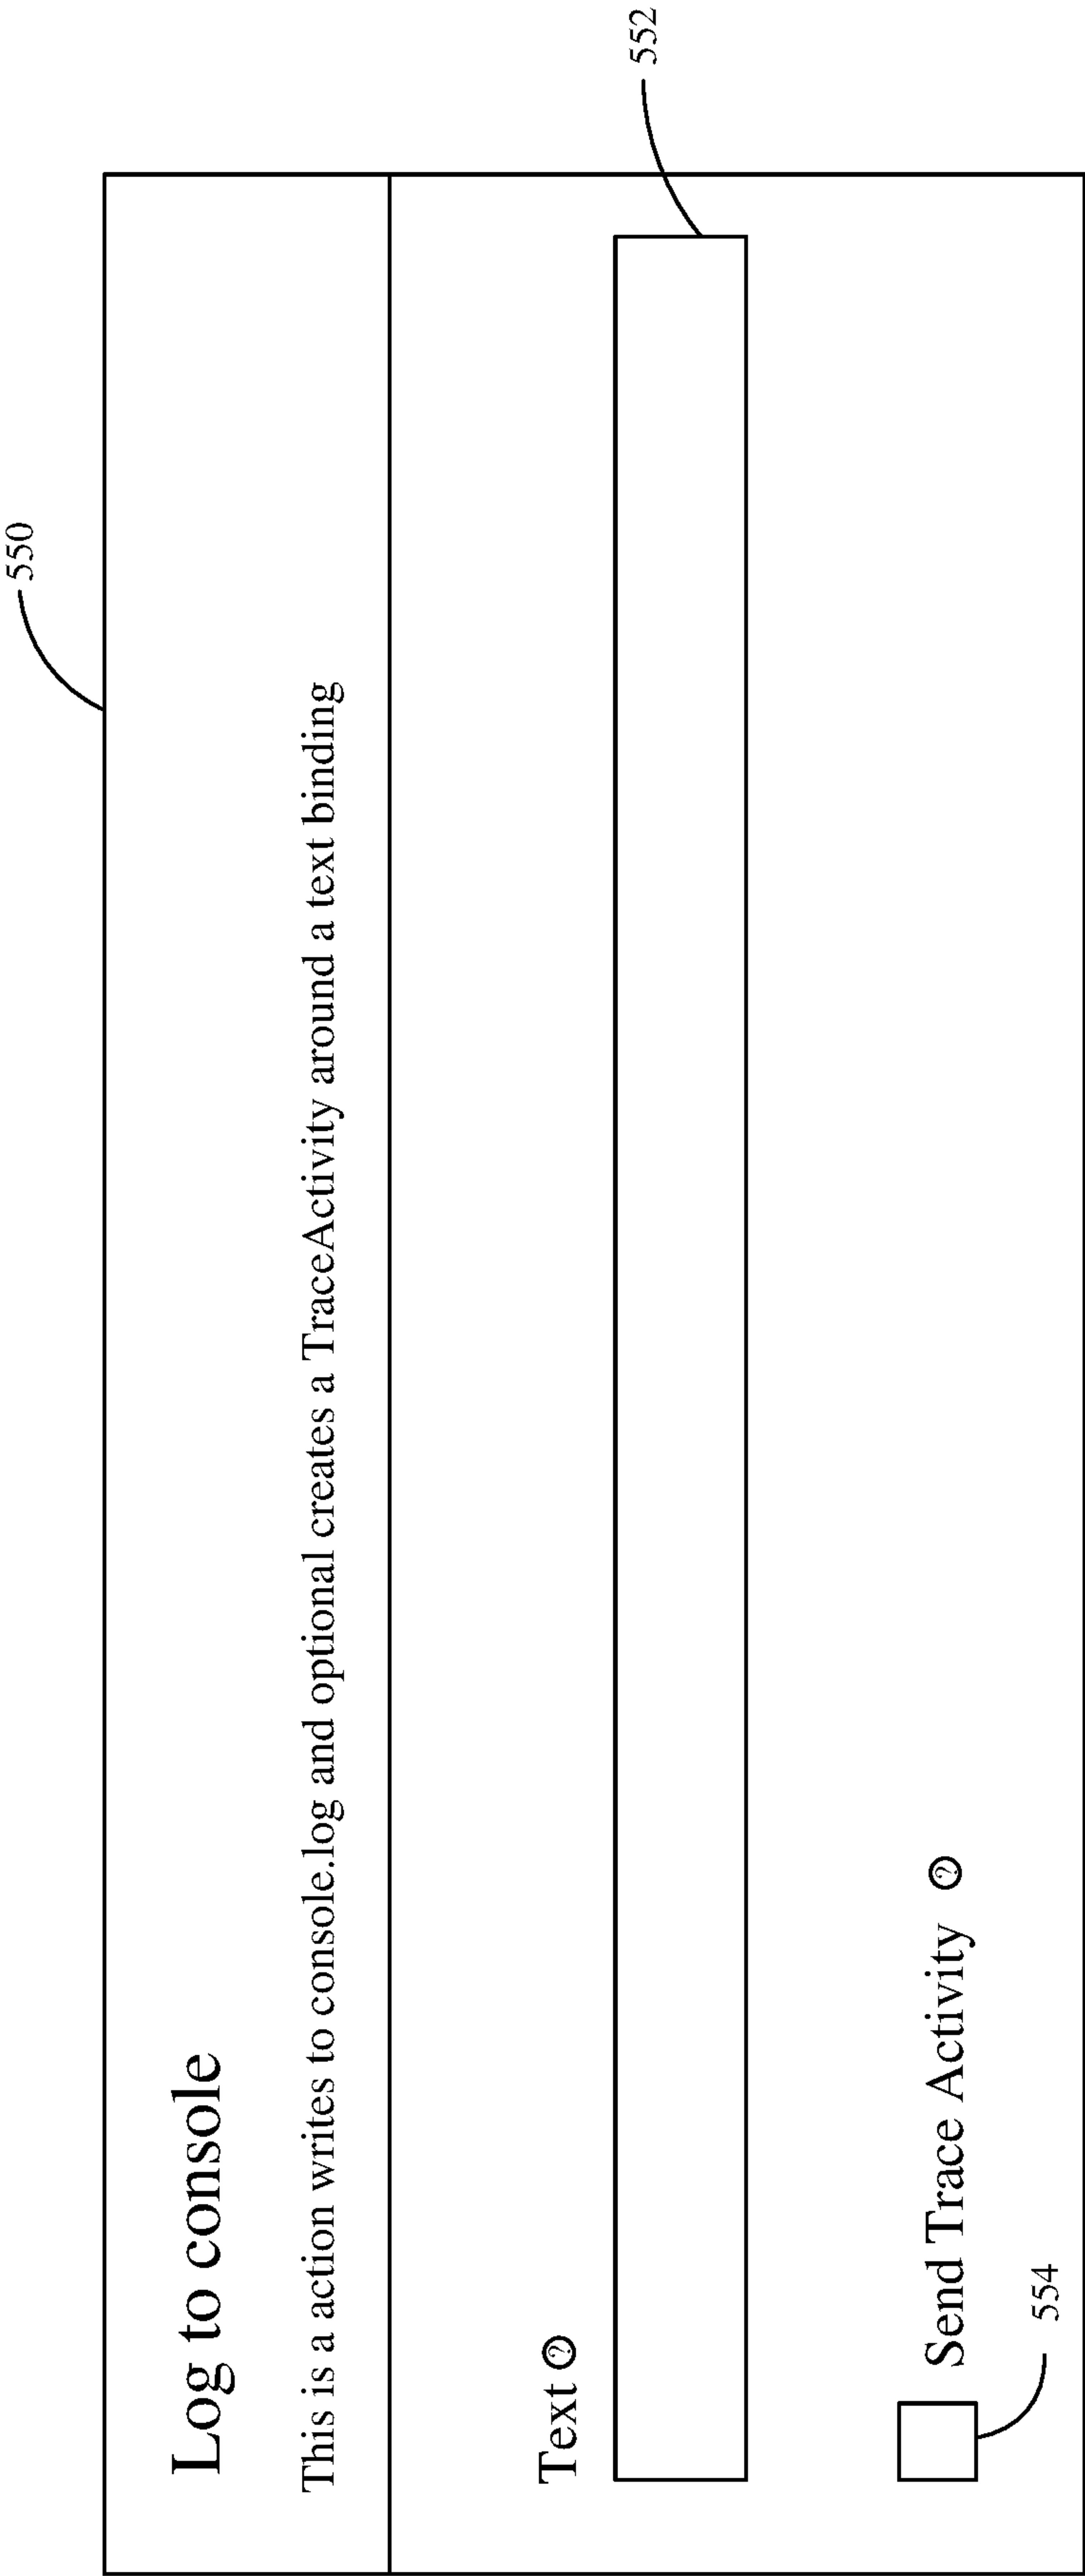 550
Log to console
This is a action writes to console.log and optional creates a TraceActivity around a text binding
Text ?
552
Send Trace Activity ?
554